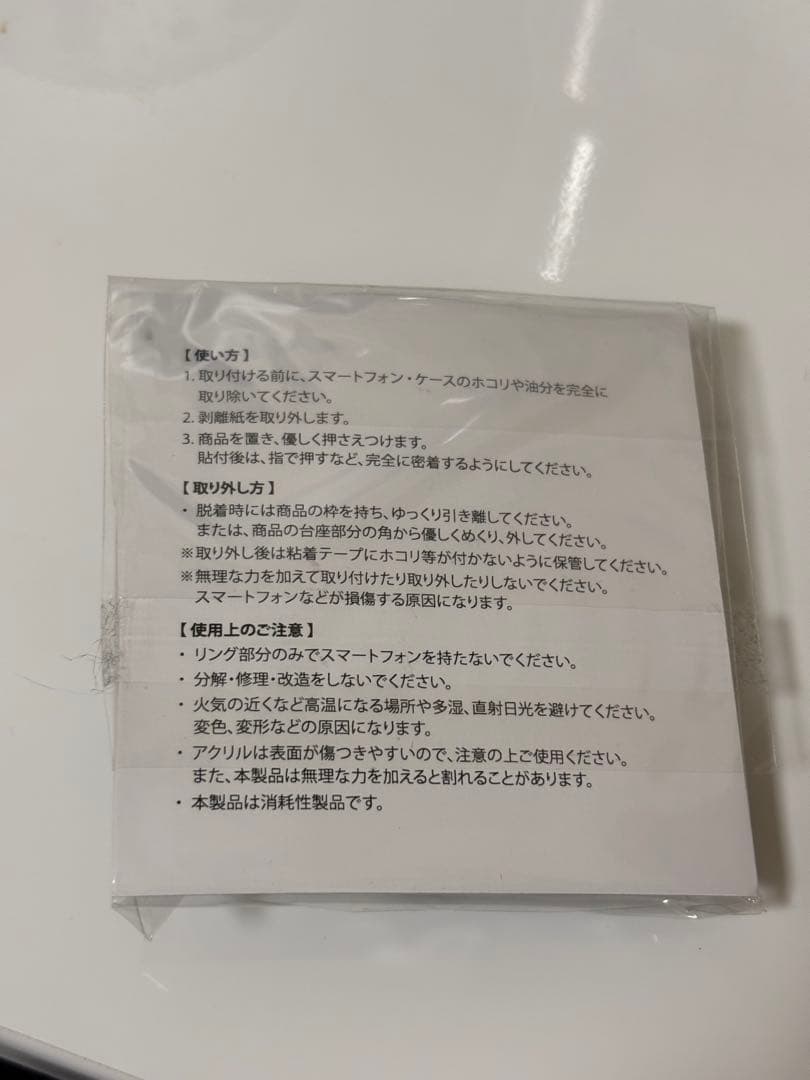 【使い方】
1. 取り付ける前に、スマートフォン・ケースのホコリや油分を完全に
取り除いてください。
2. 剥離紙を取り外します。
3. 商品を置き、優しく押さえつけます。
貼付後は、指で押すなど、完全に密着するようにしてください。
【取り外し方】
・ 脱着時には商品の枠を持ち、ゆっくり引き離してください。
または、商品の台座部分の角から優しくめくり、外してください。
※取り外し後は粘着テープにホコリ等が付かないように保管してください。
※無理な力を加えて取り付けたり取り外したりしないでください。
スマートフォンなどが損傷する原因になります。
【使用上のご注意】
・ リング部分のみでスマートフォンを持たないでください。
・ 分解・修理・改造をしないでください。
・ 火気の近くなど高温になる場所や多湿、直射日光を避けてください。
変色、変形などの原因になります。
・ アクリルは表面が傷つきやすいので、注意の上ご使用ください。
また、本製品は無理な力を加えると割れることがあります。
・ 本製品は消耗性製品です。